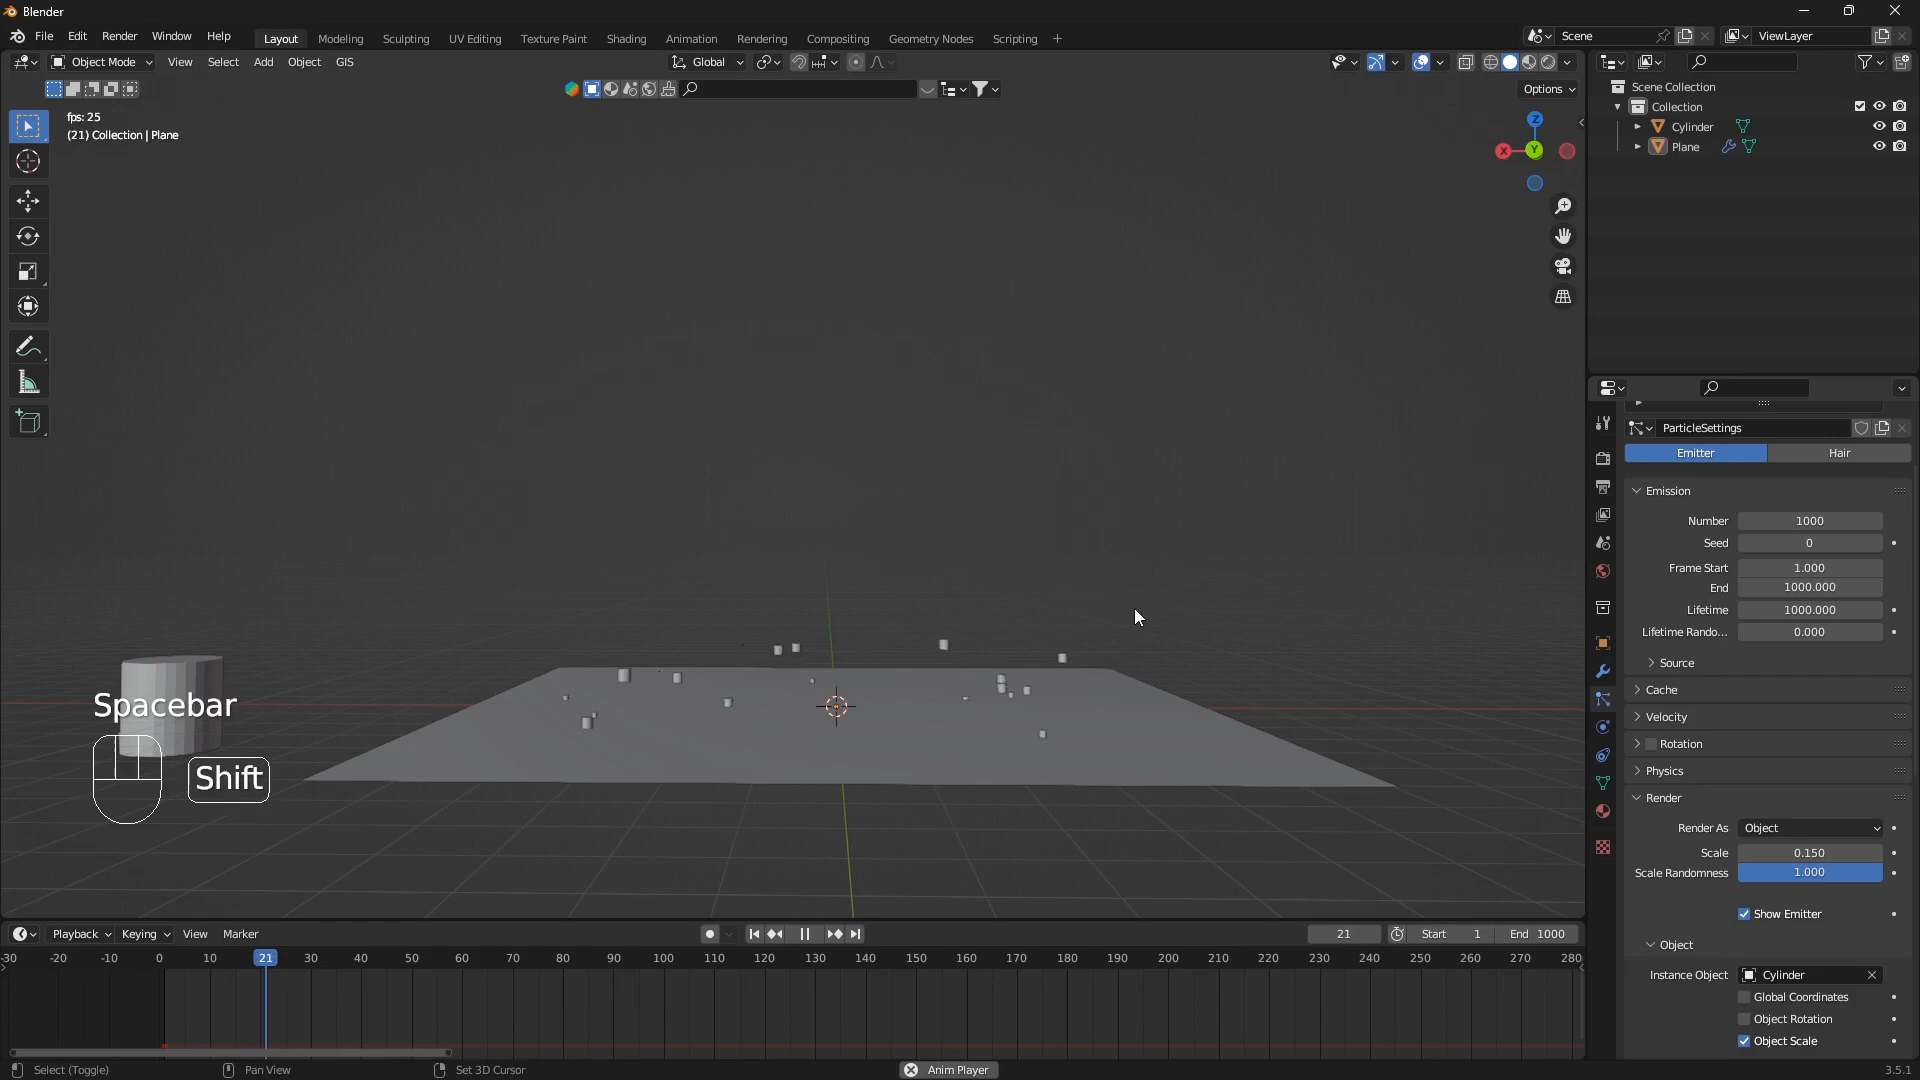 Blender
File Edit Render Window Help
Layout Modeling Sculpting UV Editing Texture Paint Shading Animation Rendering Compositing Geometry Nodes Scripting +
Scene
ViewLayer
Object Mode View Select Add Object GIS
Global
Options
fps: 25
(21) Collection | Plane
Z
X
Y
Scene Collection
Collection
Cylinder
Plane
ParticleSettings
Emitter Hair
Emission
Number 1000
Seed 0
Frame Start 1.000
End 1000.000
Lifetime 1000.000
Lifetime Rando... 0.000
Source
Cache
Velocity
Rotation
Physics
Render
Render As Object
Scale 0.150
Scale Randomness 1.000
Show Emitter
Object
Instance Object Cylinder
Global Coordinates
Object Rotation
Object Scale
Spacebar
Shift
Playback Keying View Marker
21 Start 1 End 1000
-30 -20 -10 0 10 21 30 40 50 60 70 80 90 100 110 120 130 140 150 160 170 180 190 200 210 220 230 240 250 260 270 280
Select (Toggle) Pan View Set 3D Cursor Anim Player 3.5.1